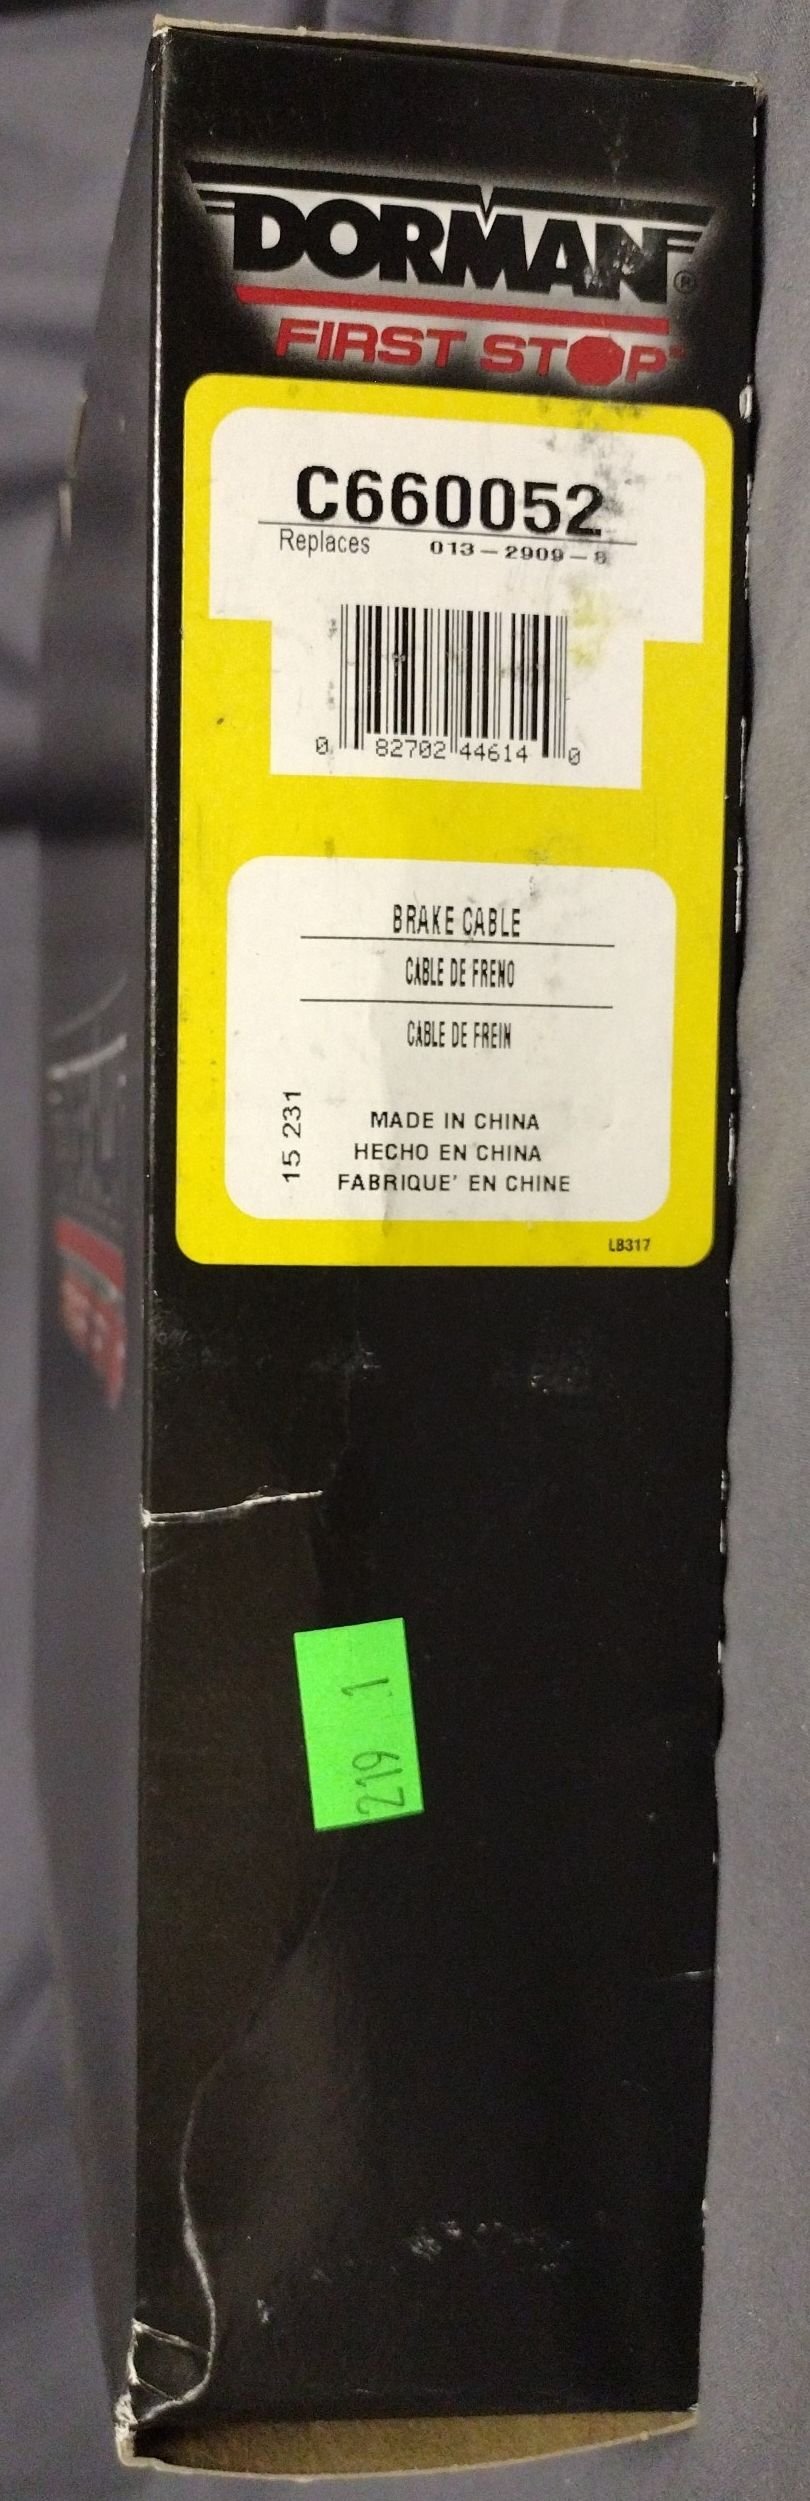 DORMAN®
FIRST STOP™
C660052
Replaces 013-2909-8
0 82702 44614 0
BRAKE CABLE
CABLE DE FRENO
CABLE DE FREIN
15 231
MADE IN CHINA
HECHO EN CHINA
FABRIQUE' EN CHINE
LB317
219 1